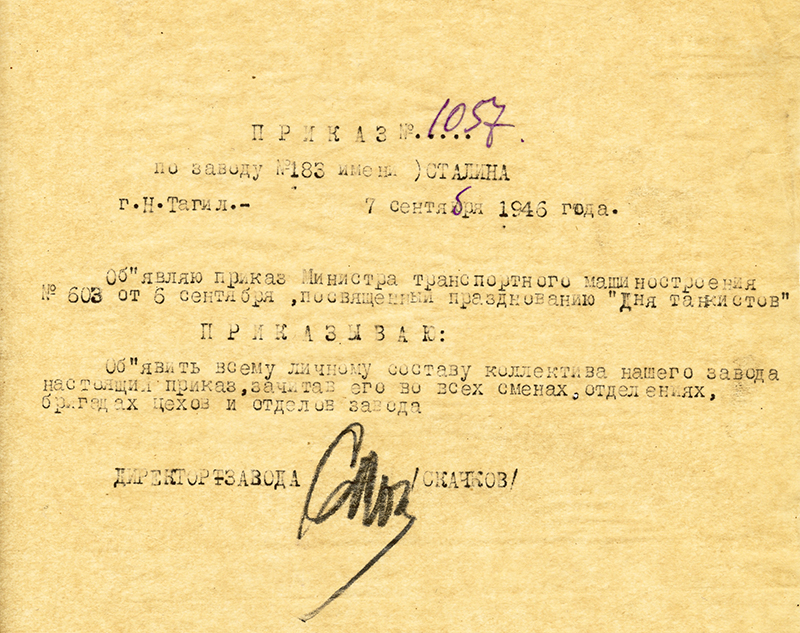 П Р И К А З №..1057.
по заводу №183 имени )СТАЛИНА
г.Н.Тагил.- 7 сентября 1946 года.
Об"являю приказ Министра транспортного машиностроения
№ 603 от 6 сентября ,посвященный празднованию "Дня танкистов"
П Р И К А З Ы В А Ю:
Об"явить всему личному составу коллектива нашего завода
настоящий приказ,зачитав его во всех сменах,отделениях,
бригадах цехов и отделов завода
ДИРЕКТОР ЗАВОДА /СКАЧКОВ/